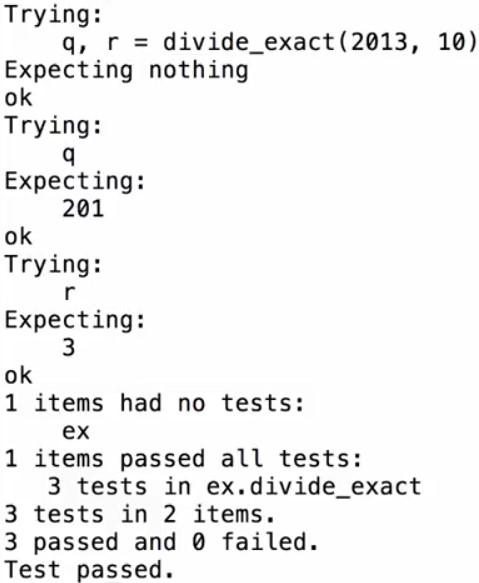 Trying:
    q, r = divide_exact(2013, 10)
Expecting nothing
ok
Trying:
    q
Expecting:
    201
ok
Trying:
    r
Expecting:
    3
ok
1 items had no tests:
    ex
1 items passed all tests:
   3 tests in ex.divide_exact
3 tests in 2 items.
3 passed and 0 failed.
Test passed.